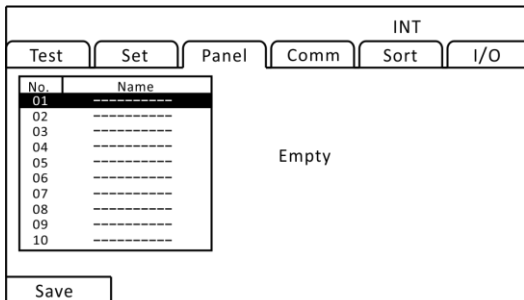 INT
Test Set Panel Comm Sort I/O
No. Name
01 ----------
02 ----------
03 ----------
04 ----------
05 ----------
06 ----------
07 ----------
08 ----------
09 ----------
10 ----------
Empty
Save